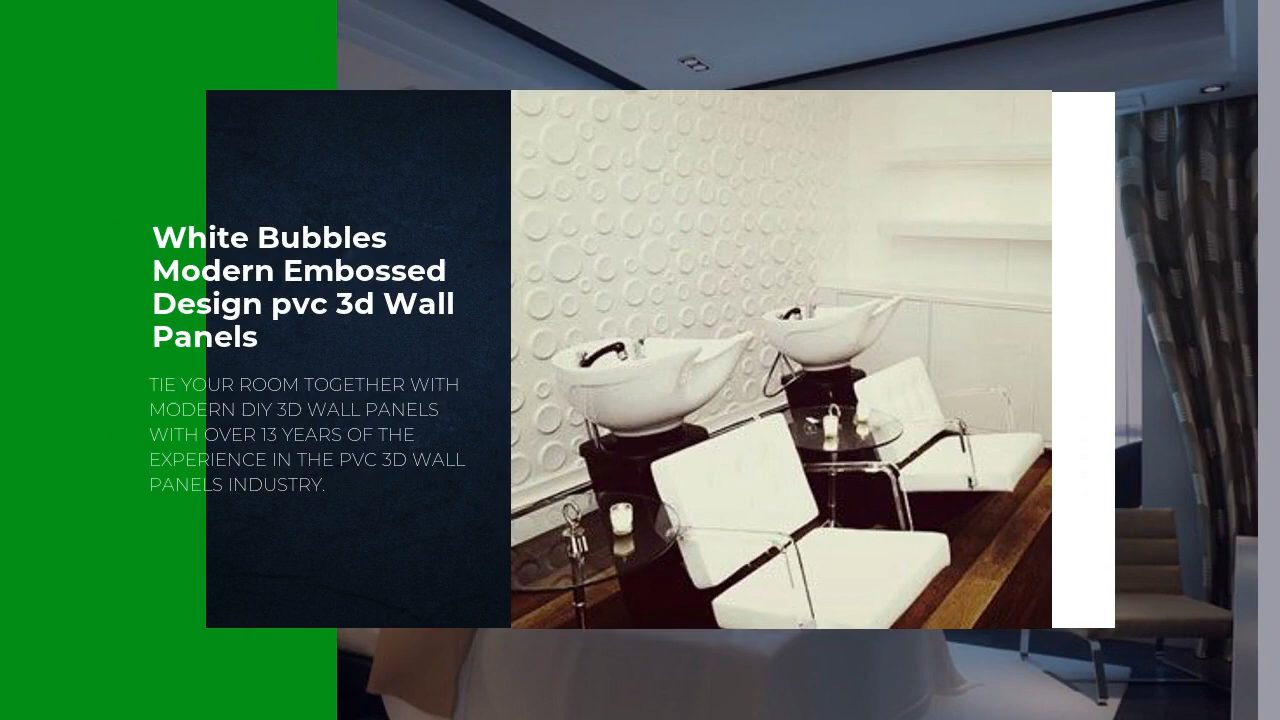 White Bubbles
Modern Embossed
Design pvc 3d Wall
Panels
TIE YOUR ROOM TOGETHER WITH
MODERN DIY 3D WALL PANELS
WITH OVER 13 YEARS OF THE
EXPERIENCE IN THE PVC 3D WALL
PANELS INDUSTRY.